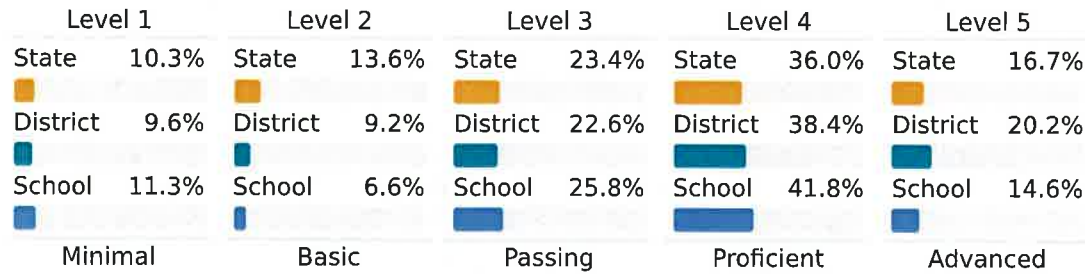 Level 1 Level 2 Level 3 Level 4 Level 5
State 10.3% State 13.6% State 23.4% State 36.0% State 16.7%
District 9.6% District 9.2% District 22.6% District 38.4% District 20.2%
School 11.3% School 6.6% School 25.8% School 41.8% School 14.6%
Minimal Basic Passing Proficient Advanced